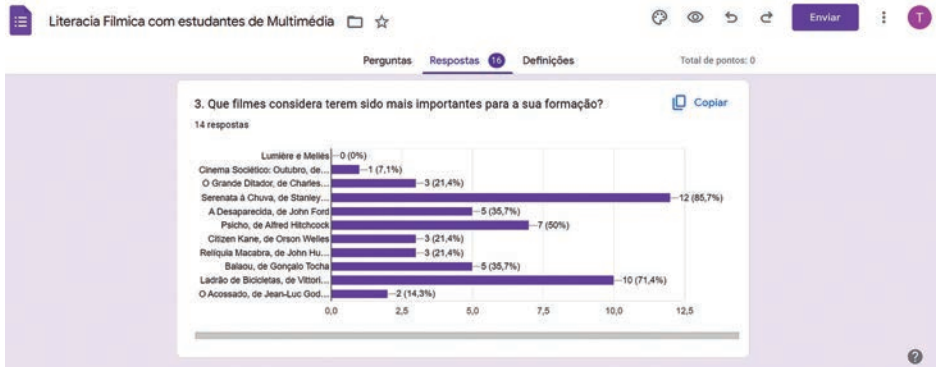 Literacia Fílmica com estudantes de Multimédia
Enviar
T
Perguntas Respostas 16 Definições Total de pontos: 0
3. Que filmes considera terem sido mais importantes para a sua formação? Copiar
14 respostas
Lumière e Meliès 0 (0%)
Cinema Sociético: Outubro, de... 1 (7,1%)
O Grande Ditador, de Charles... 3 (21,4%)
Serenata à Chuva, de Stanley... 12 (85,7%)
A Desaparecida, de John Ford 5 (35,7%)
Psicho, de Alfred Hitchcock 7 (50%)
Citizen Kane, de Orson Welles 3 (21,4%)
Relíquia Macabra, de John Hu... 3 (21,4%)
Balaou, de Gonçalo Tocha 5 (35,7%)
Ladrão de Bicicletas, de Vittori... 10 (71,4%)
O Acossado, de Jean-Luc God... 2 (14,3%)
0,0 2,5 5,0 7,5 10,0 12,5